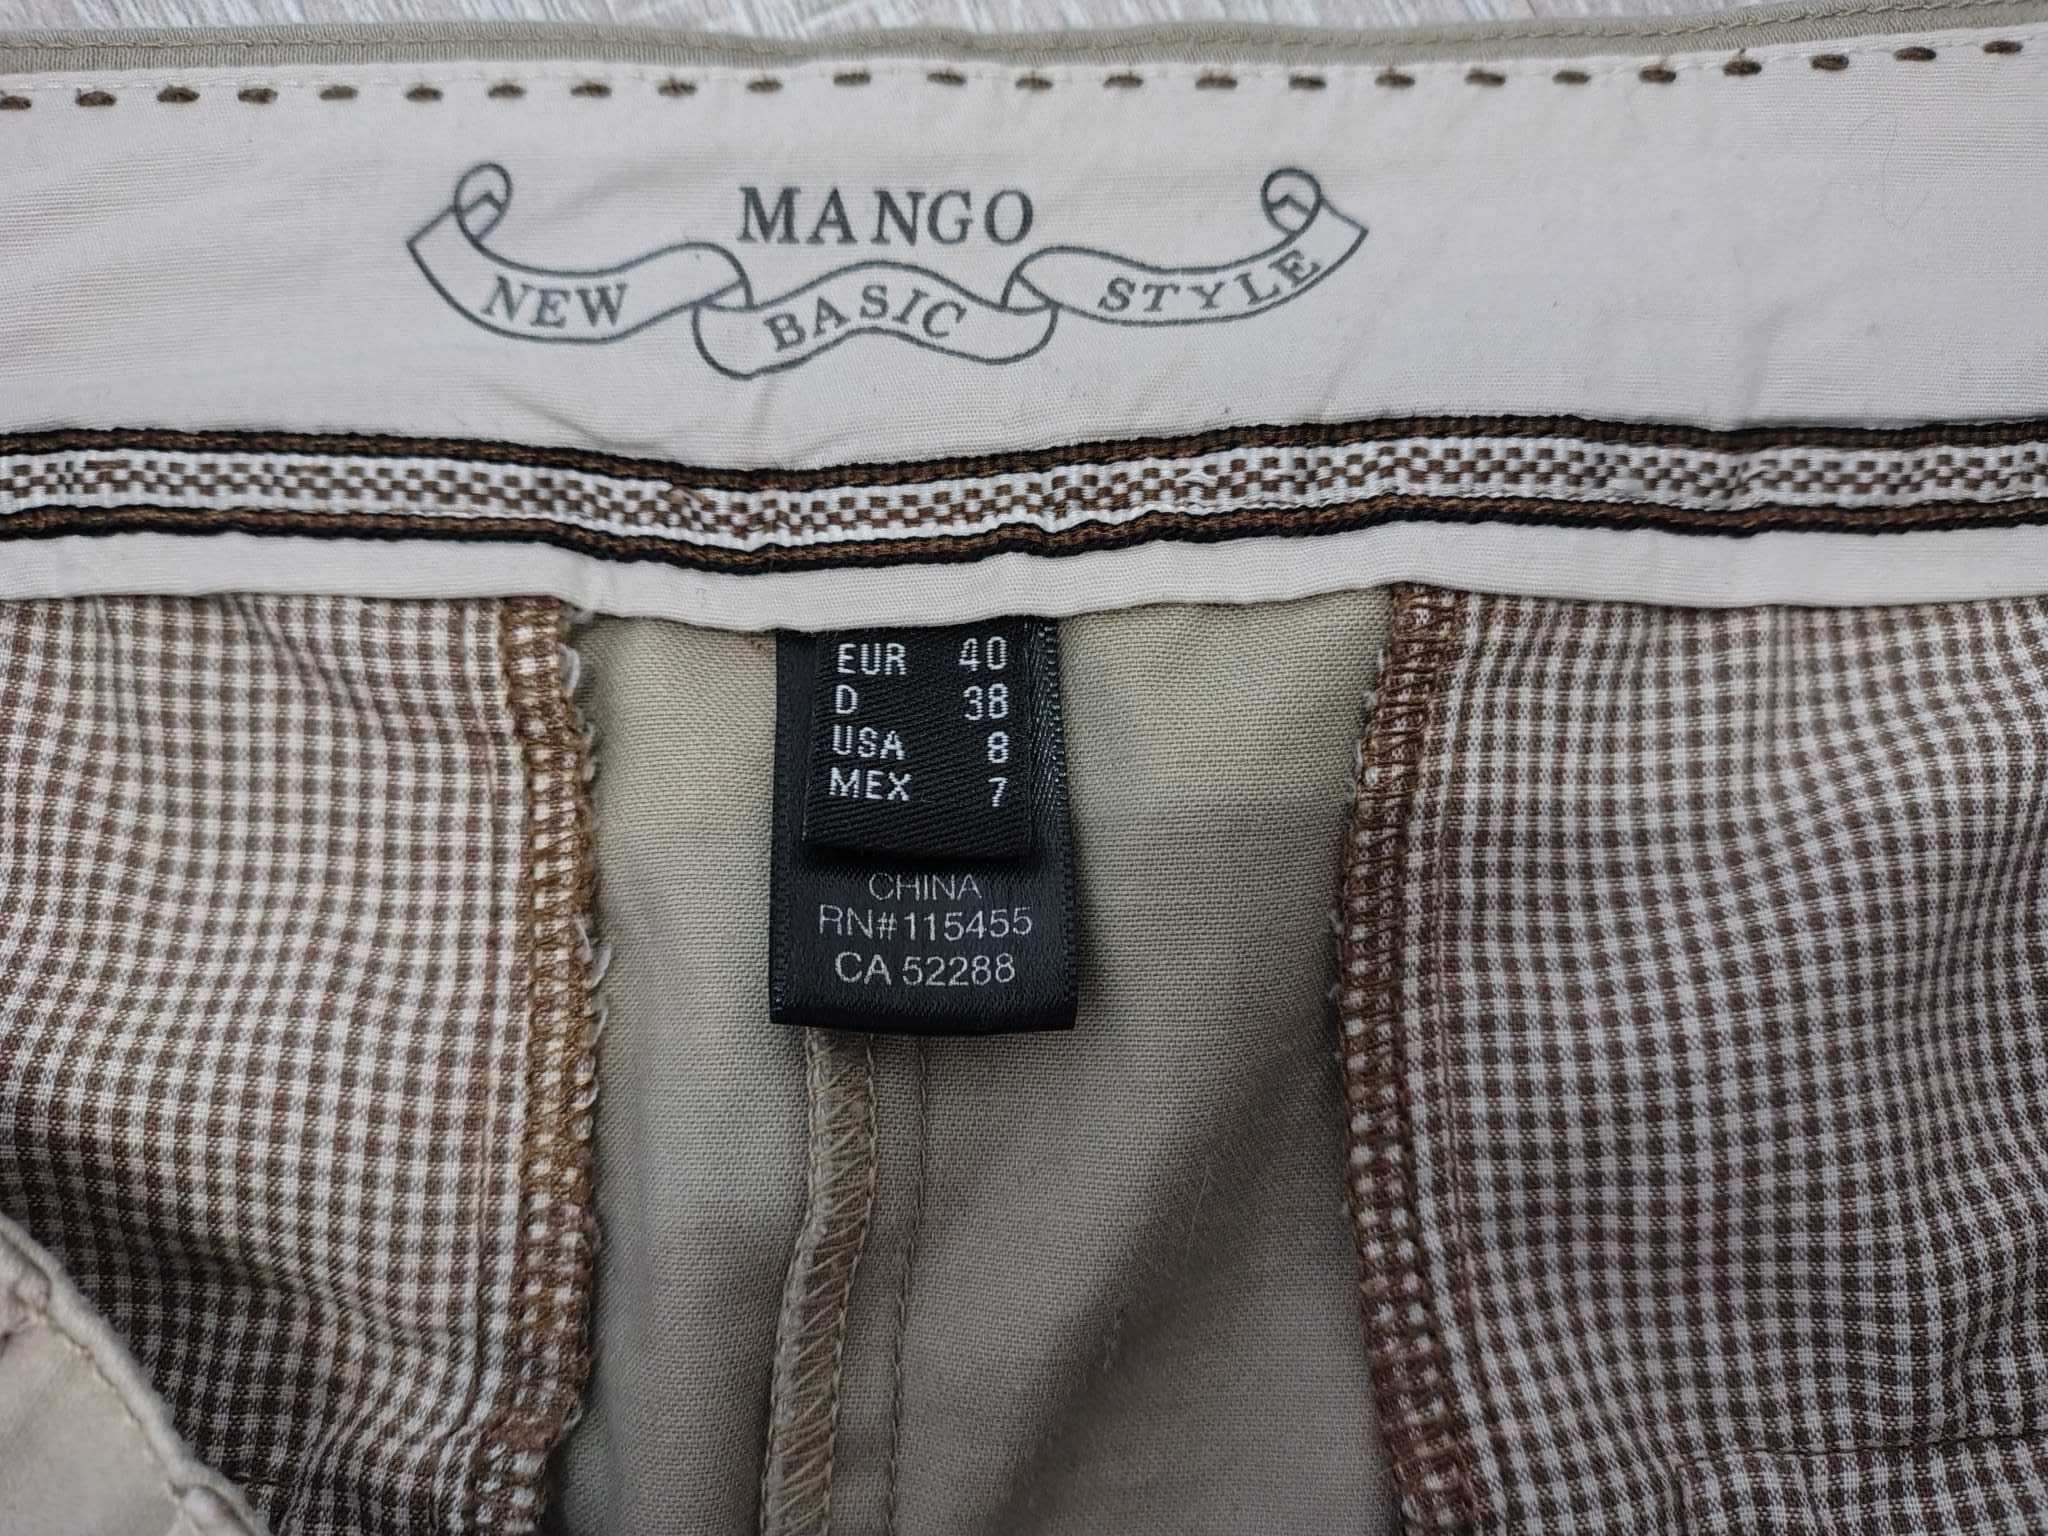 MANGO
NEW BASIC STYLE
EUR 40
D 38
USA 8
MEX 7
CHINA
RN#115455
CA 52288